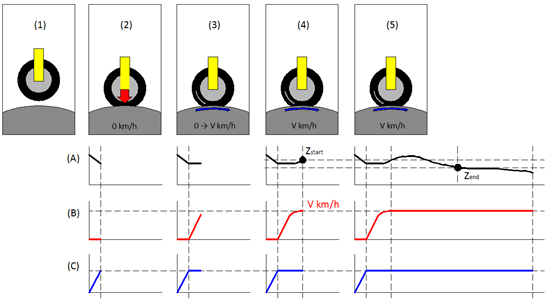 (1) (2) (3) (4) (5)
0 km/h 0 → V km/h V km/h V km/h
(A) Zstart Zend
(B) V km/h
(C)